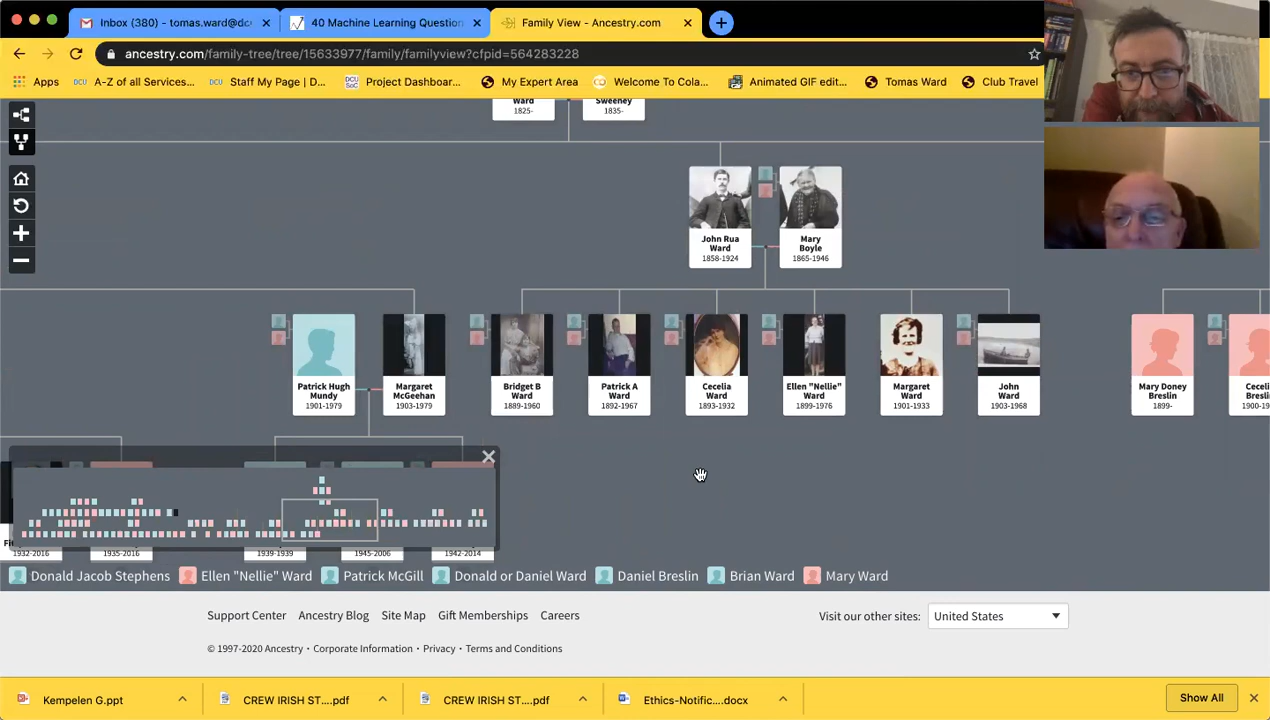 Inbox (380) - tomas.ward@dc
40 Machine Learning Question
Family View - Ancestry.com
ancestry.com/family-tree/tree/15633977/family/familyview?cfpid=564283228
Apps
A-Z of all Services...
Staff My Page | D...
Project Dashboar...
My Expert Area
Welcome To Cola...
Animated GIF edit...
Tomas Ward
Club Travel
Ward
1825-
Sweeney
1835-
John Rua
Ward
1858-1924
Mary
Boyle
1865-1946
Patrick Hugh
Mundy
1901-1979
Margaret
McGeehan
1903-1979
Bridget B
Ward
1889-1960
Patrick A
Ward
1892-1967
Cecelia
Ward
1893-1932
Ellen "Nellie"
Ward
1899-1976
Margaret
Ward
1901-1933
John
Ward
1903-1968
Mary Doney
Breslin
1899-
1932-2016
1935-2016
1939-1939
1945-2006
1942-2014
Donald Jacob Stephens
Ellen "Nellie" Ward
Patrick McGill
Donald or Daniel Ward
Daniel Breslin
Brian Ward
Mary Ward
Support Center
Ancestry Blog
Site Map
Gift Memberships
Careers
Visit our other sites:
United States
© 1997-2020 Ancestry
Corporate Information
Privacy
Terms and Conditions
Kempelen G.ppt
CREW IRISH ST....pdf
CREW IRISH ST....pdf
Ethics-Notific....docx
Show All